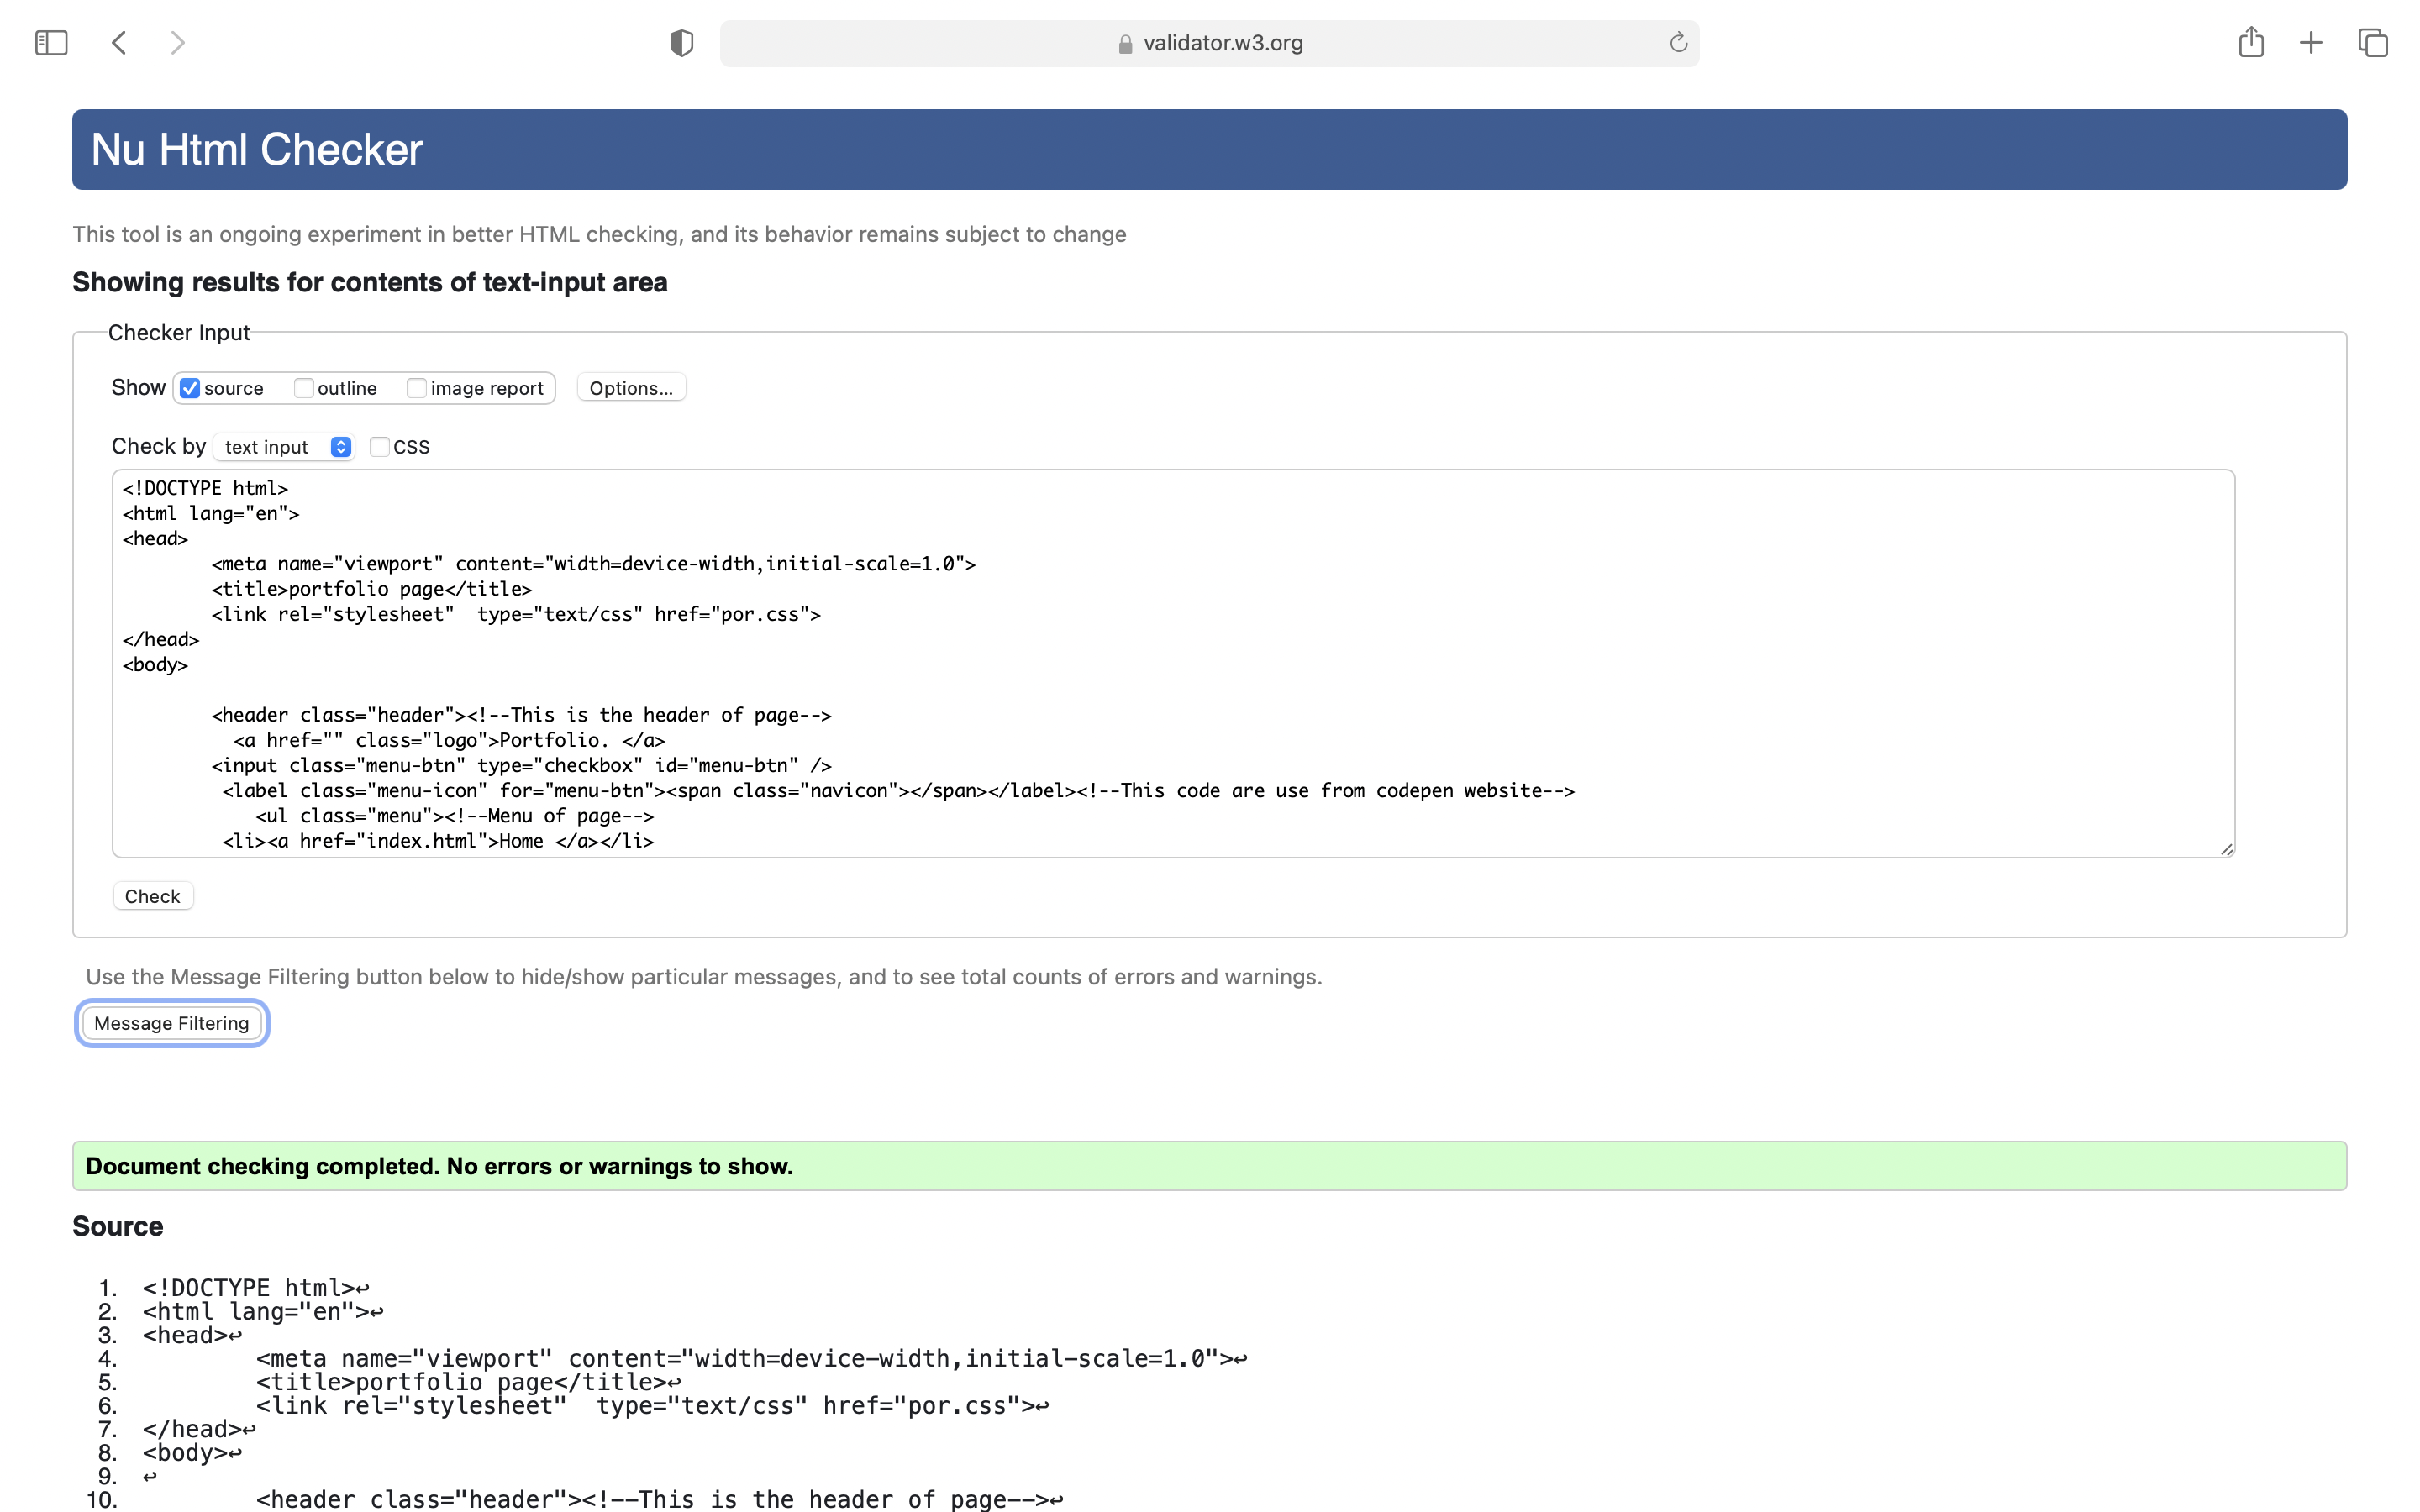 validator.w3.org
Nu Html Checker
This tool is an ongoing experiment in better HTML checking, and its behavior remains subject to change
Showing results for contents of text-input area
Checker Input
Show source outline image report Options...
Check by text input CSS
<!DOCTYPE html>
<html lang="en">
<head>
<meta name="viewport" content="width=device-width,initial-scale=1.0">
<title>portfolio page</title>
<link rel="stylesheet"  type="text/css" href="por.css">
</head>
<body>
<header class="header"><!--This is the header of page-->
<a href="" class="logo">Portfolio. </a>
<input class="menu-btn" type="checkbox" id="menu-btn" />
<label class="menu-icon" for="menu-btn"><span class="navicon"></span></label><!--This code are use from codepen website-->
<ul class="menu"><!--Menu of page-->
<li><a href="index.html">Home </a></li>
Check
Use the Message Filtering button below to hide/show particular messages, and to see total counts of errors and warnings.
Message Filtering
Document checking completed. No errors or warnings to show.
Source
1. <!DOCTYPE html>↩
2. <html lang="en">↩
3. <head>↩
4. <meta name="viewport" content="width=device-width,initial-scale=1.0">↩
5. <title>portfolio page</title>↩
6. <link rel="stylesheet"  type="text/css" href="por.css">↩
7. </head>↩
8. <body>↩
9. ↩
10. <header class="header"><!--This is the header of page-->↩